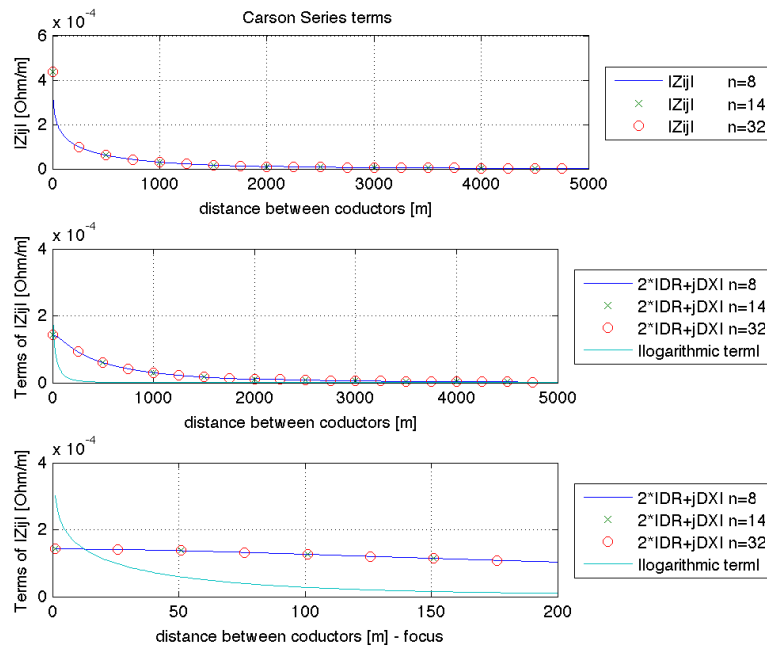 Carson Series terms
x 10^-4
|Zij| [Ohm/m]
6
4
2
0
0 1000 2000 3000 4000 5000
distance between coductors [m]
|Zij| n=8
|Zij| n=14
|Zij| n=32
x 10^-4
Terms of |Zij| [Ohm/m]
4
2
0
0 1000 2000 3000 4000 5000
distance between coductors [m]
2*|DR+jDX| n=8
2*|DR+jDX| n=14
2*|DR+jDX| n=32
|logarithmic term|
x 10^-4
Terms of |Zij| [Ohm/m]
4
2
0
0 50 100 150 200
distance between coductors [m] - focus
2*|DR+jDX| n=8
2*|DR+jDX| n=14
2*|DR+jDX| n=32
|logarithmic term|